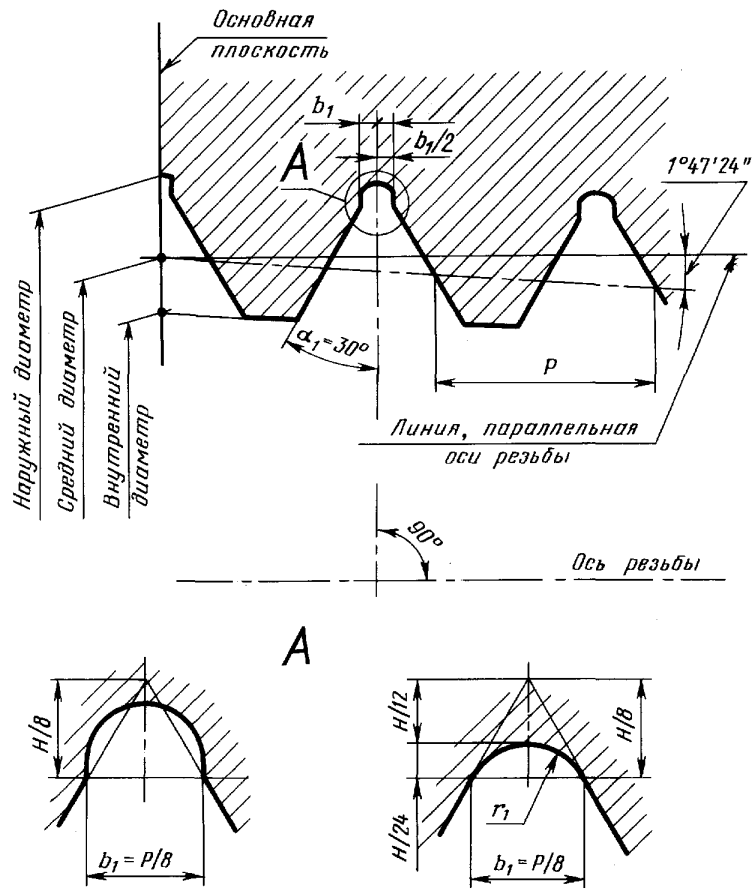 Основная
плоскость
b₁
b₁/2
A
1°47'24"
α₁=30°
P
Наружный диаметр
Средний диаметр
Внутренний
диаметр
Линия, параллельная
оси резьбы
90°
Ось резьбы
A
H/8
b₁ = P/8
H/12
H/24
H/8
r₁
b₁ = P/8